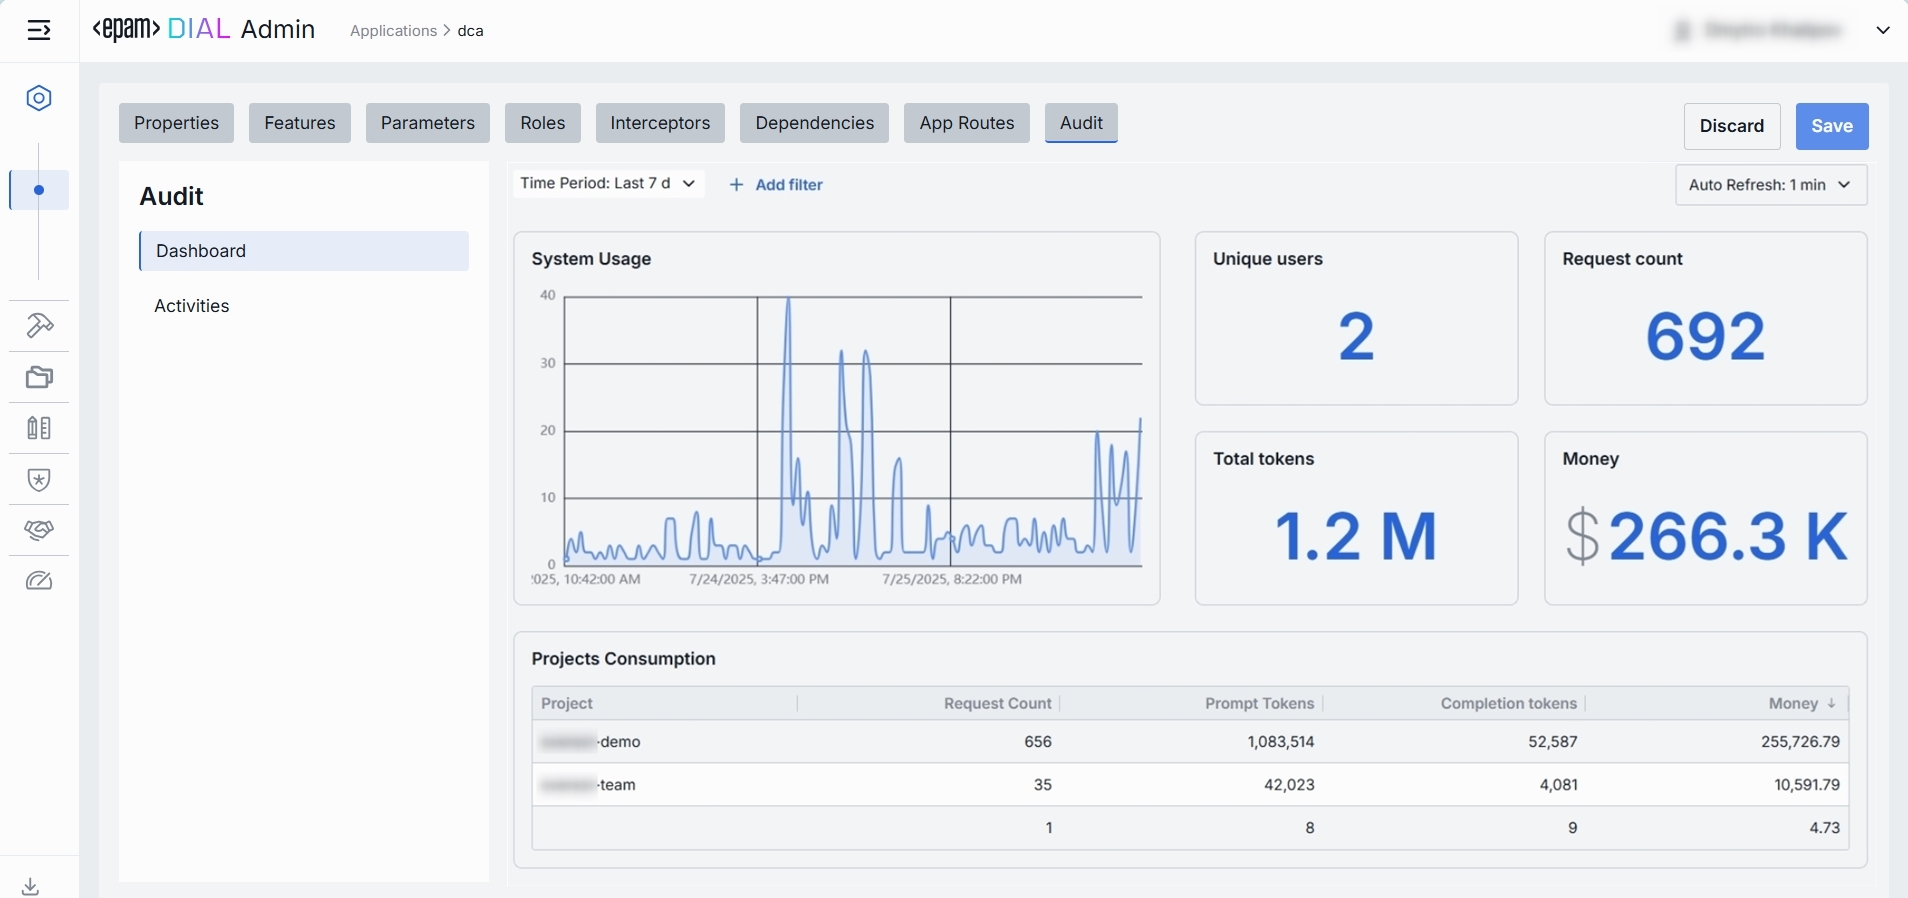 <epam> DIAL Admin
Applications > dca
Properties
Features
Parameters
Roles
Interceptors
Dependencies
App Routes
Audit
Discard
Save
Audit
Dashboard
Activities
Time Period: Last 7 d
+ Add filter
Auto Refresh: 1 min
System Usage
40
30
20
10
0
2025, 10:42:00 AM
7/24/2025, 3:47:00 PM
7/25/2025, 8:22:00 PM
Unique users
2
Request count
692
Total tokens
1.2 M
Money
$266.3 K
Projects Consumption
Project Request Count Prompt Tokens Completion tokens Money ↓
-demo 656 1,083,514 52,587 255,726.79
-team 35 42,023 4,081 10,591.79
1 8 9 4.73